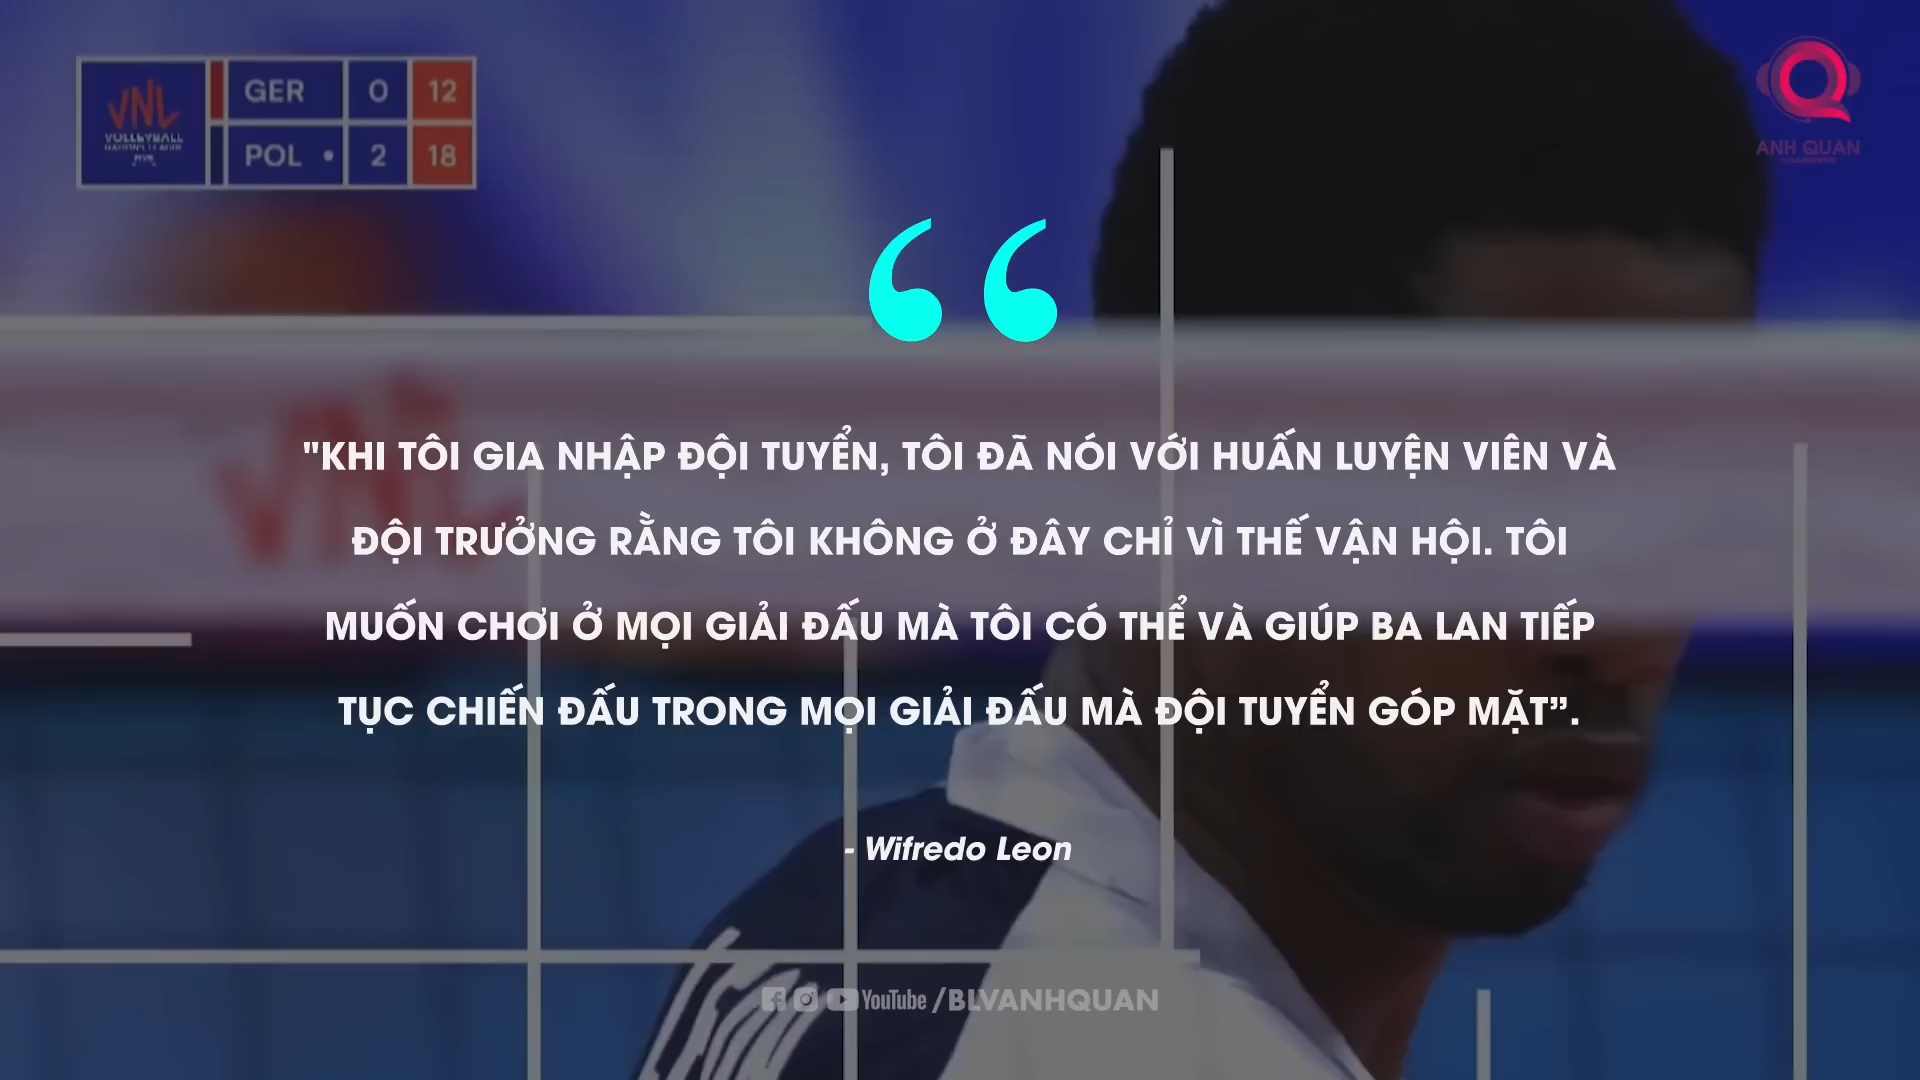 VNL
VOLLEYBALL
GER 0 12
POL • 2 18
ANH QUAN
VNL
"KHI TÔI GIA NHẬP ĐỘI TUYỂN, TÔI ĐÃ NÓI VỚI HUẤN LUYỆN VIÊN VÀ
ĐỘI TRƯỞNG RẰNG TÔI KHÔNG Ở ĐÂY CHỈ VÌ THẾ VẬN HỘI. TÔI
MUỐN CHƠI Ở MỌI GIẢI ĐẤU MÀ TÔI CÓ THỂ VÀ GIÚP BA LAN TIẾP
TỤC CHIẾN ĐẤU TRONG MỌI GIẢI ĐẤU MÀ ĐỘI TUYỂN GÓP MẶT”.
- Wifredo Leon
YouTube /BLVANHQUAN